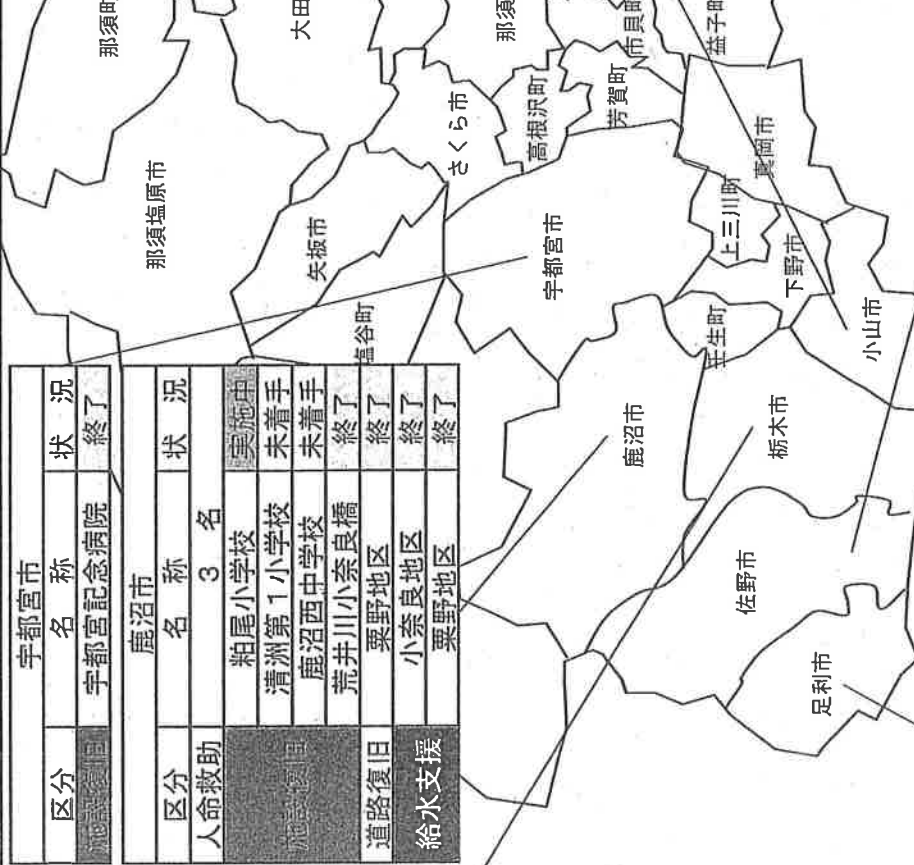 宇都宮市
区分 名称 状況
施設復旧 宇都宮記念病院 終了
鹿沼市
区分 名称 状況
人命救助 3名
施設復旧 粕尾小学校 実施中
清洲第1小学校 未着手
鹿沼西中学校 未着手
荒井川小奈良橋 終了
道路復旧 粟野地区 終了
給水支援 小奈良地区 終了
粟野地区 終了
那須町
大田
那須
那須塩原市
矢板市
塩谷町
さくら市
高根沢町
芳賀町
市貝町
益子町
真岡市
宇都宮市
上三川町
下野市
壬生町
小山市
鹿沼市
栃木市
佐野市
足利市